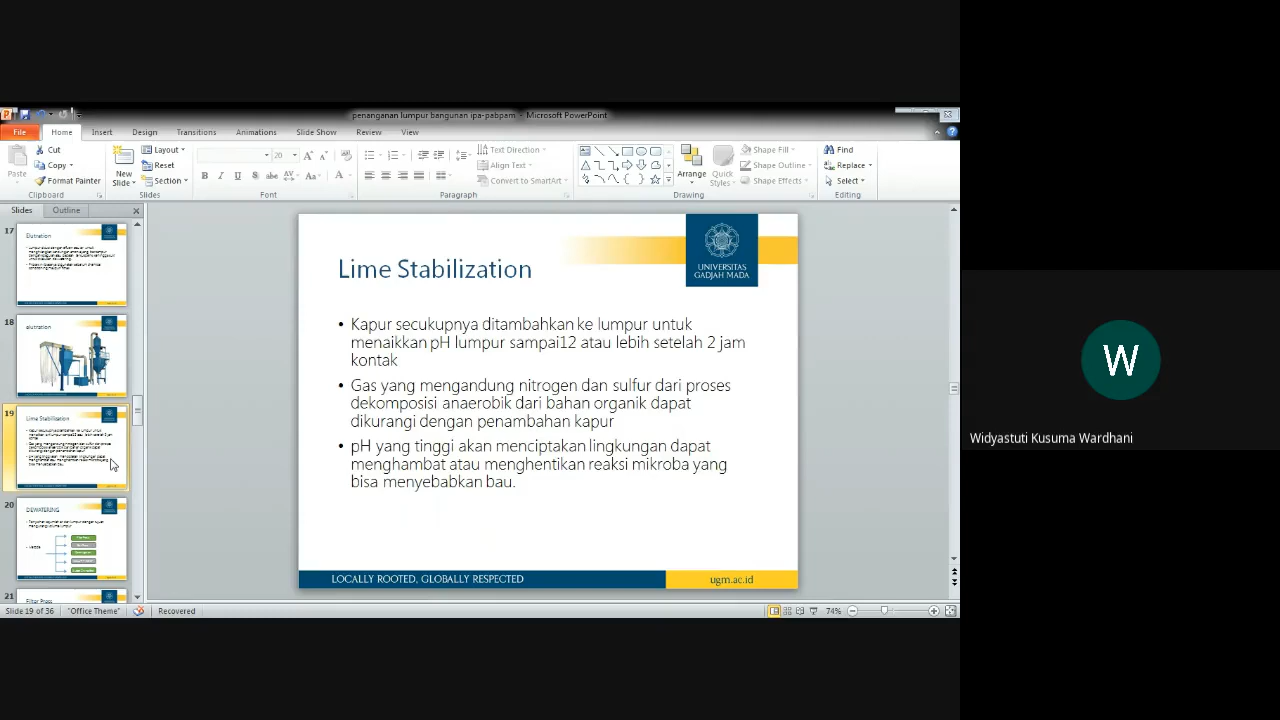 penanganan lumpur bangunan ipa-pabpam - Microsoft PowerPoint
File Home Insert Design Transitions Animations Slide Show Review View
Paste
Cut
Copy
Format Painter
Clipboard
New Slide
Layout
Reset
Section
Slides
20
Font
Paragraph
Text Direction
Align Text
Convert to SmartArt
Arrange
Quick Styles
Shape Fill
Shape Outline
Shape Effects
Drawing
Find
Replace
Select
Editing
Slides Outline
17
Elutration
18
elutration
19
Lime Stabilization
20
DEWATERING
21
Filter Press
Lime Stabilization
UNIVERSITAS
GADJAH MADA
• Kapur secukupnya ditambahkan ke lumpur untuk
menaikkan pH lumpur sampai12 atau lebih setelah 2 jam
kontak
• Gas yang mengandung nitrogen dan sulfur dari proses
dekomposisi anaerobik dari bahan organik dapat
dikurangi dengan penambahan kapur
• pH yang tinggi akan menciptakan lingkungan dapat
menghambat atau menghentikan reaksi mikroba yang
bisa menyebabkan bau.
LOCALLY ROOTED, GLOBALLY RESPECTED
ugm.ac.id
Slide 19 of 36 "Office Theme" Recovered 74%
W
Widyastuti Kusuma Wardhani